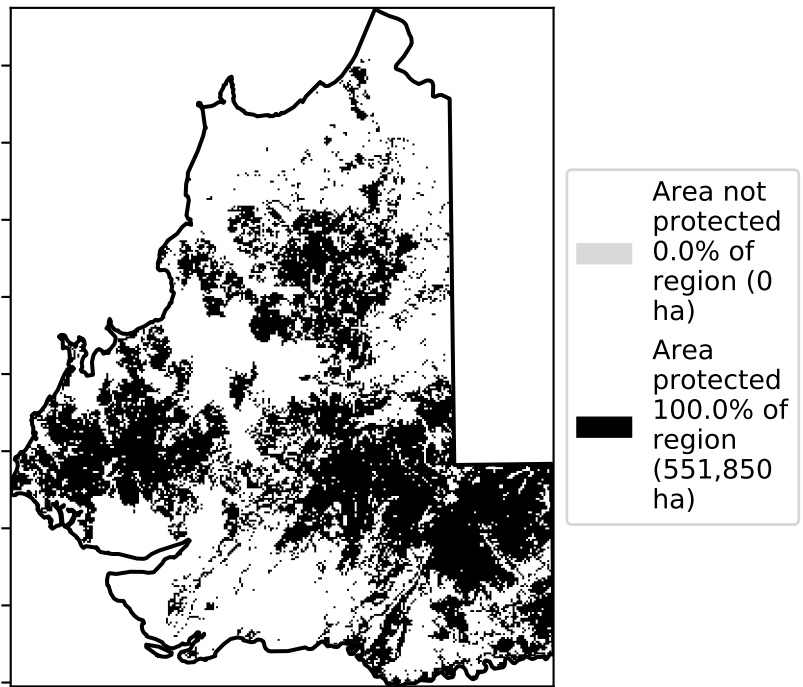 Area not
protected
0.0% of
region (0
ha)
Area
protected
100.0% of
region
(551,850
ha)